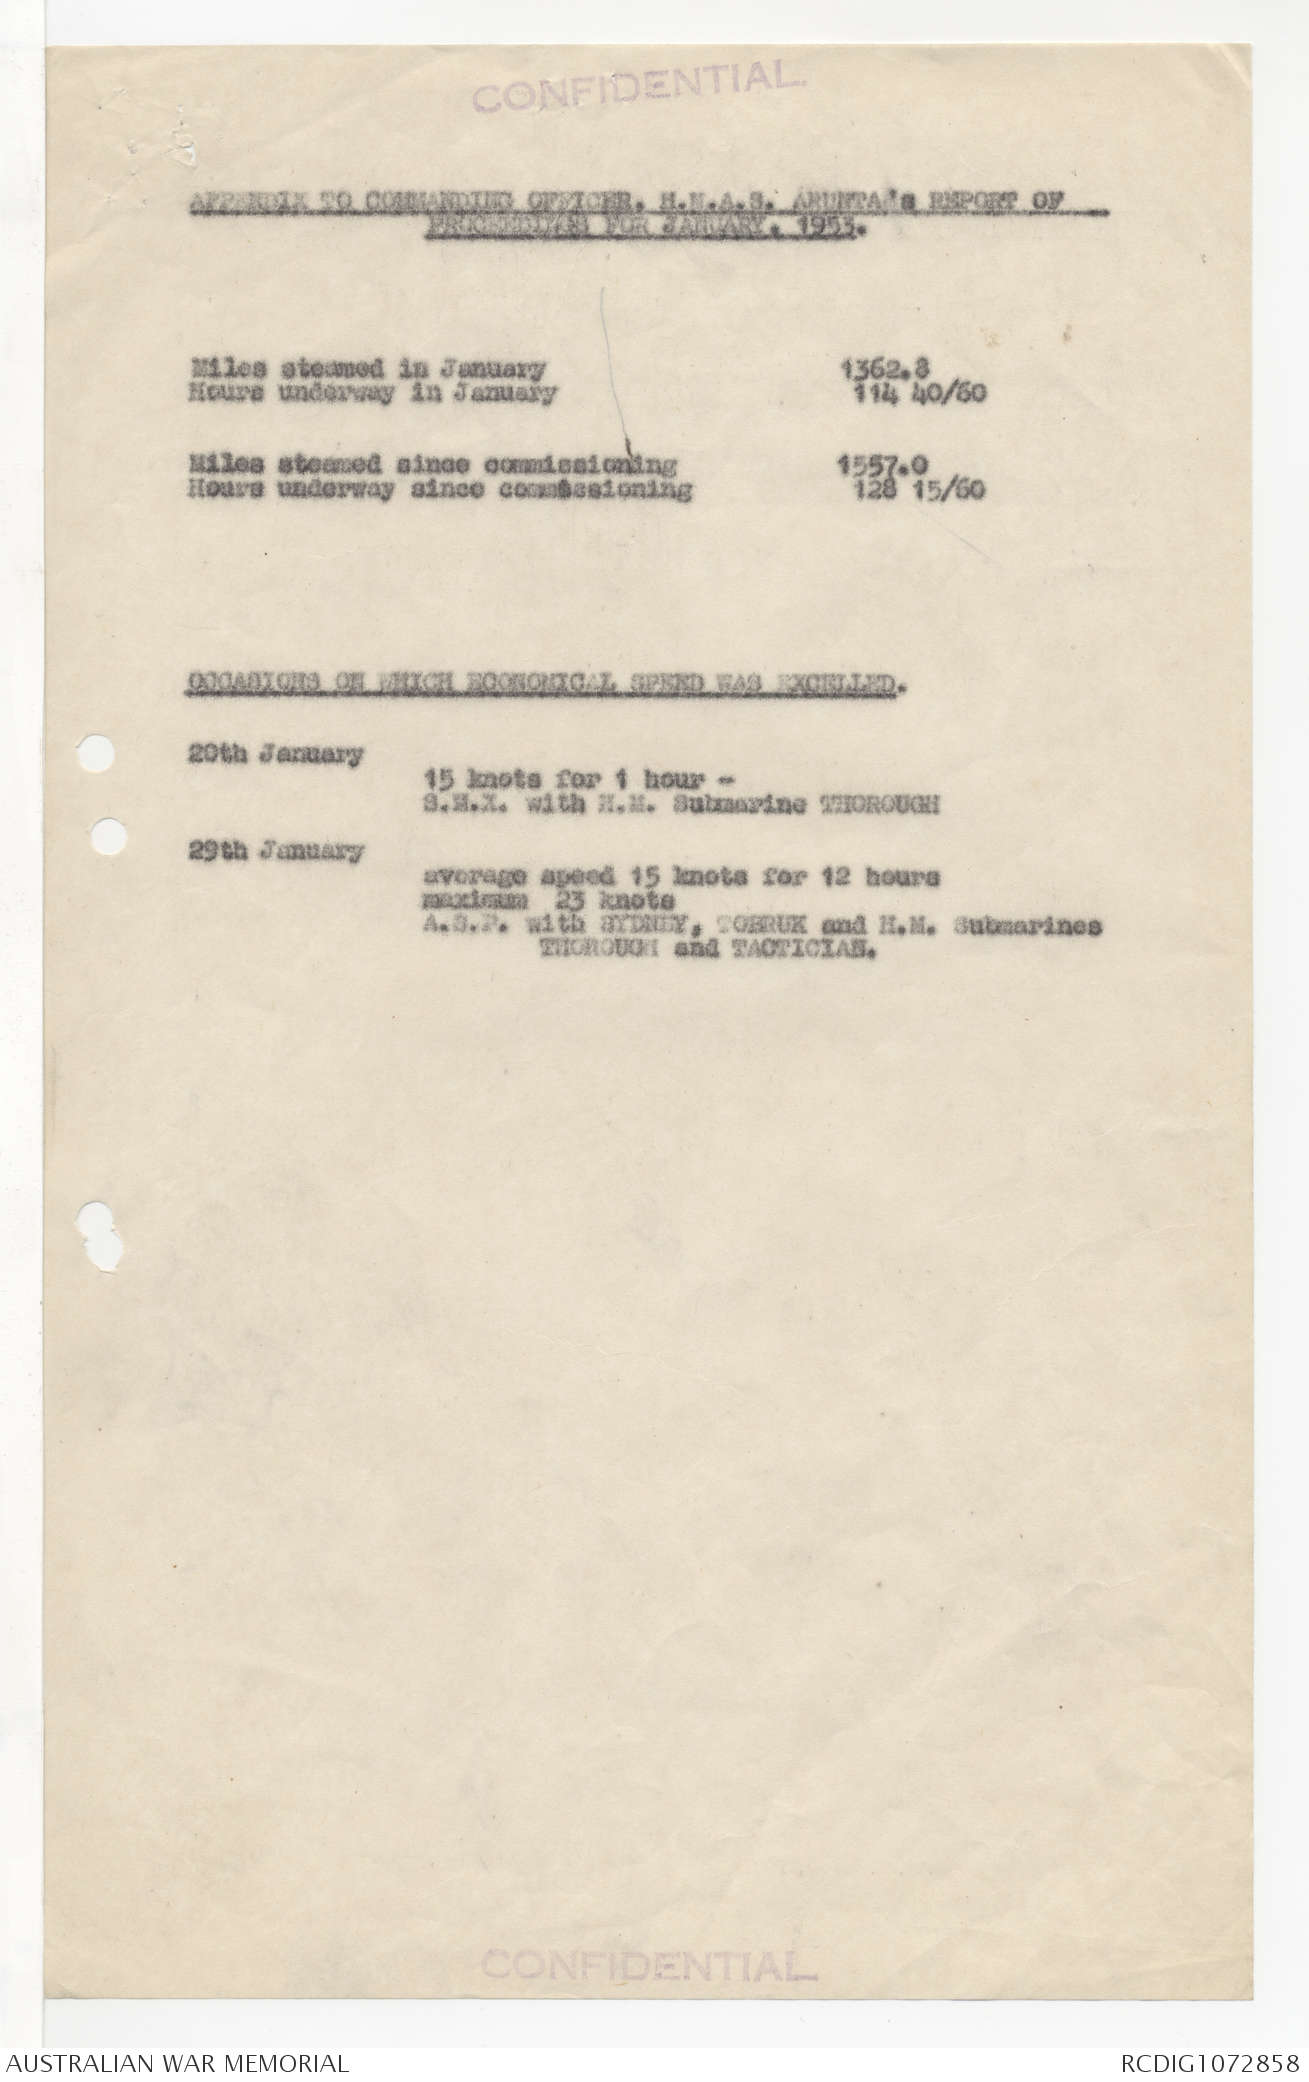 CONFIDENTIAL
APPENDIX TO COMMANDING OFFICER, H.M.A.S. ARUNTA's REPORT OF
PROCEEDINGS FOR JANUARY, 1953.
Miles steamed in January 1362.8
Hours underway in January 114 40/60
Miles steamed since commissioning 1557.0
Hours underway since commissioning 128 15/60
OCCASIONS ON WHICH ECONOMICAL SPEED WAS EXCELLED.
20th January
15 knots for 1 hour -
with H.M. Submarine THOROUGH
29th January
average speed 15 knots for 12 hours
maximum 23 knots
with SYDNEY, TOBRUK and H.M. Submarines
THOROUGH and TACTICIAN.
CONFIDENTIAL
AUSTRALIAN WAR MEMORIAL
RCDIG1072858